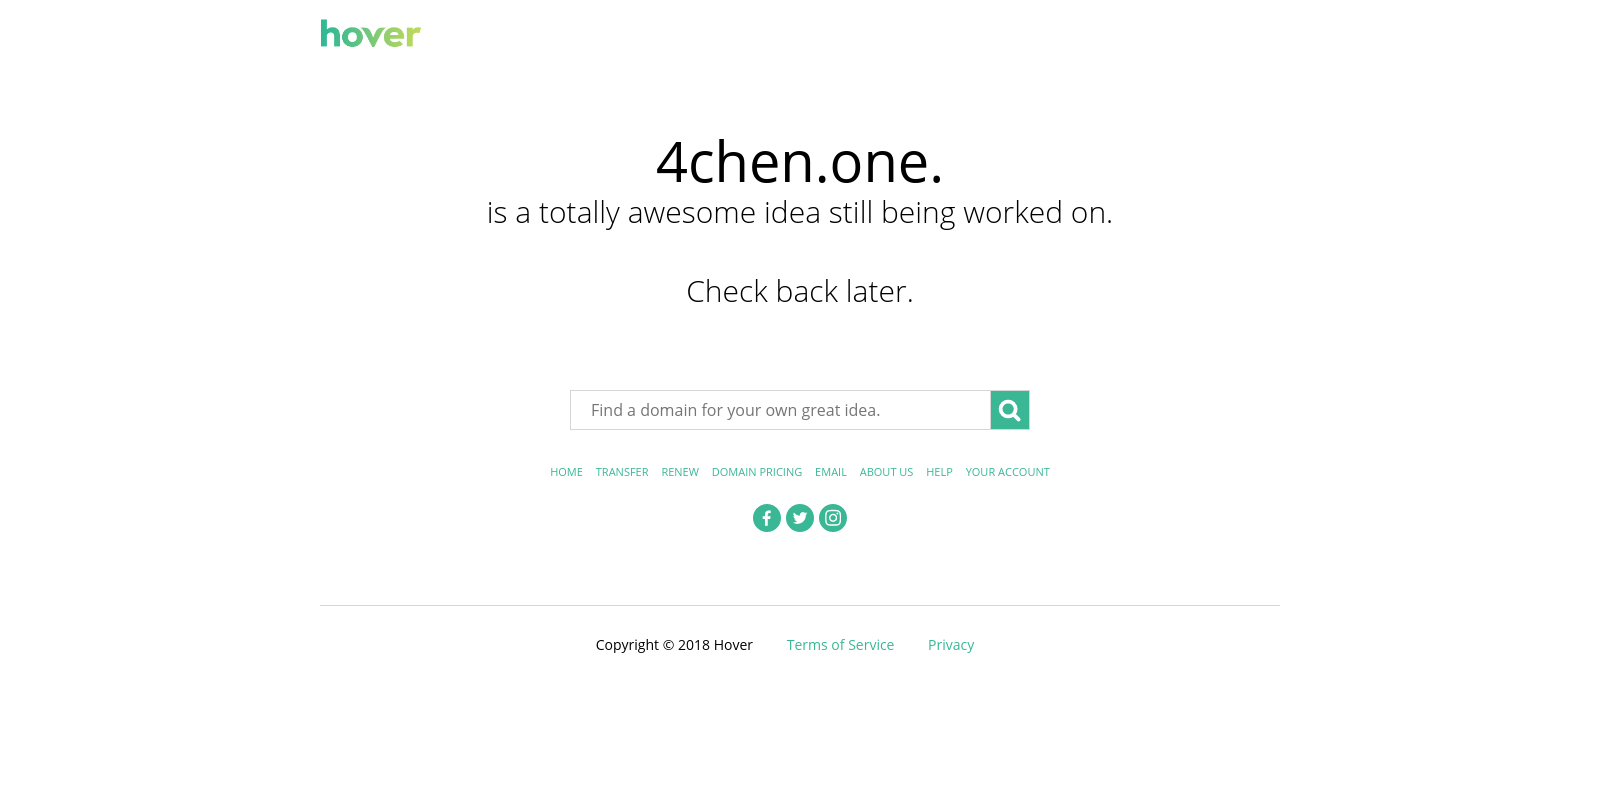 hover
4chen.one.
is a totally awesome idea still being worked on.
Check back later.
Find a domain for your own great idea.
HOME TRANSFER RENEW DOMAIN PRICING EMAIL ABOUT US HELP YOUR ACCOUNT
Copyright © 2018 Hover Terms of Service Privacy